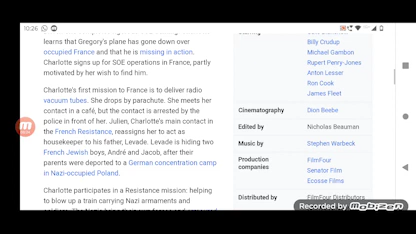 10:26
learns that Gregory's plane has gone down over
occupied France and that he is missing in action.
Charlotte signs up for SOE operations in France, partly
motivated by her wish to find him.
Charlotte's first mission to France is to deliver radio
vacuum tubes. She drops by parachute. She meets her
contact in a café, but the contact is arrested by the
police in front of her. Julien, Charlotte's main contact in
the French Resistance, reassigns her to act as
housekeeper to his father, Levade. Levade is hiding two
French Jewish boys, André and Jacob, after their
parents were deported to a German concentration camp
in Nazi-occupied Poland.
Charlotte participates in a Resistance mission: helping
to blow up a train carrying Nazi armaments and
Billy Crudup
Michael Gambon
Rupert Penry-Jones
Anton Lesser
Ron Cook
James Fleet
Cinematography Dion Beebe
Edited by Nicholas Beauman
Music by Stephen Warbeck
Production
companies
FilmFour
Senator Film
Ecosse Films
Distributed by FilmFour Distributors
Recorded by mobizen